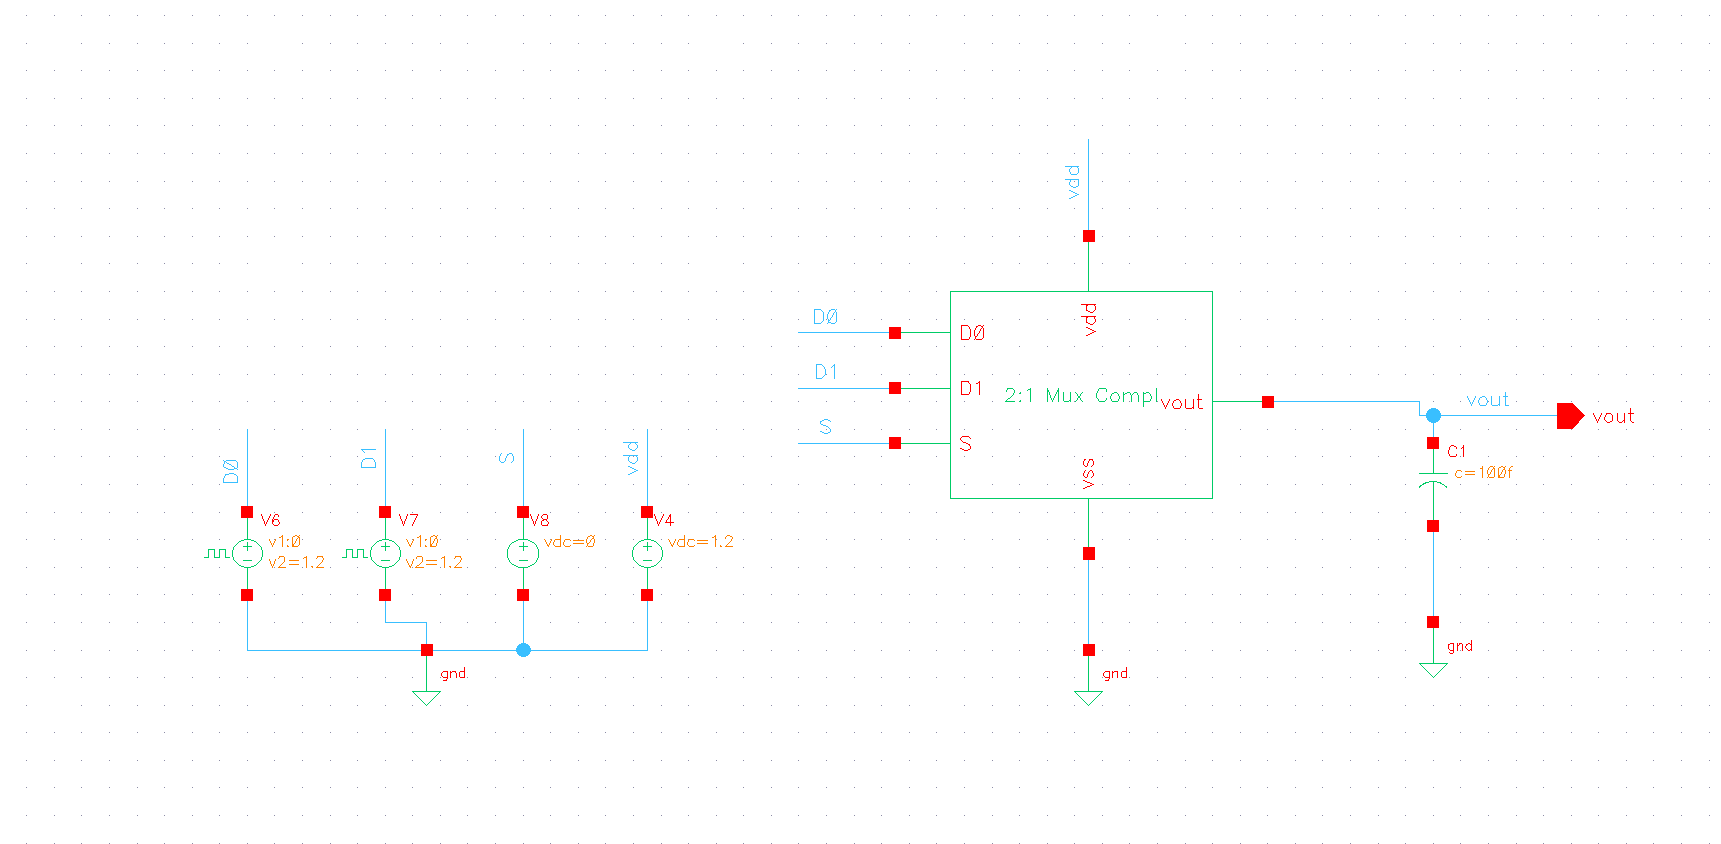 vdd
D0
D1
S
D0
D1
S
vdd
2:1 Mux Compl
vout
vss
vout
vout
C1
c=100f
gnd
D0
D1
S
vdd
V6
v1:0
v2=1.2
V7
v1:0
v2=1.2
V8
vdc=0
V4
vdc=1.2
gnd
gnd